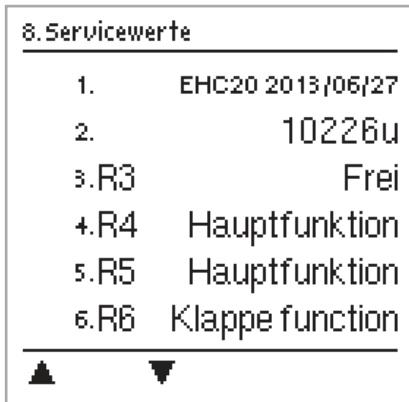 8.Servicewerte
1. EHC20 2013/06/27
2. 10226u
3.R3 Frei
4.R4 Hauptfunktion
5.R5 Hauptfunktion
6.R6 Klappe function